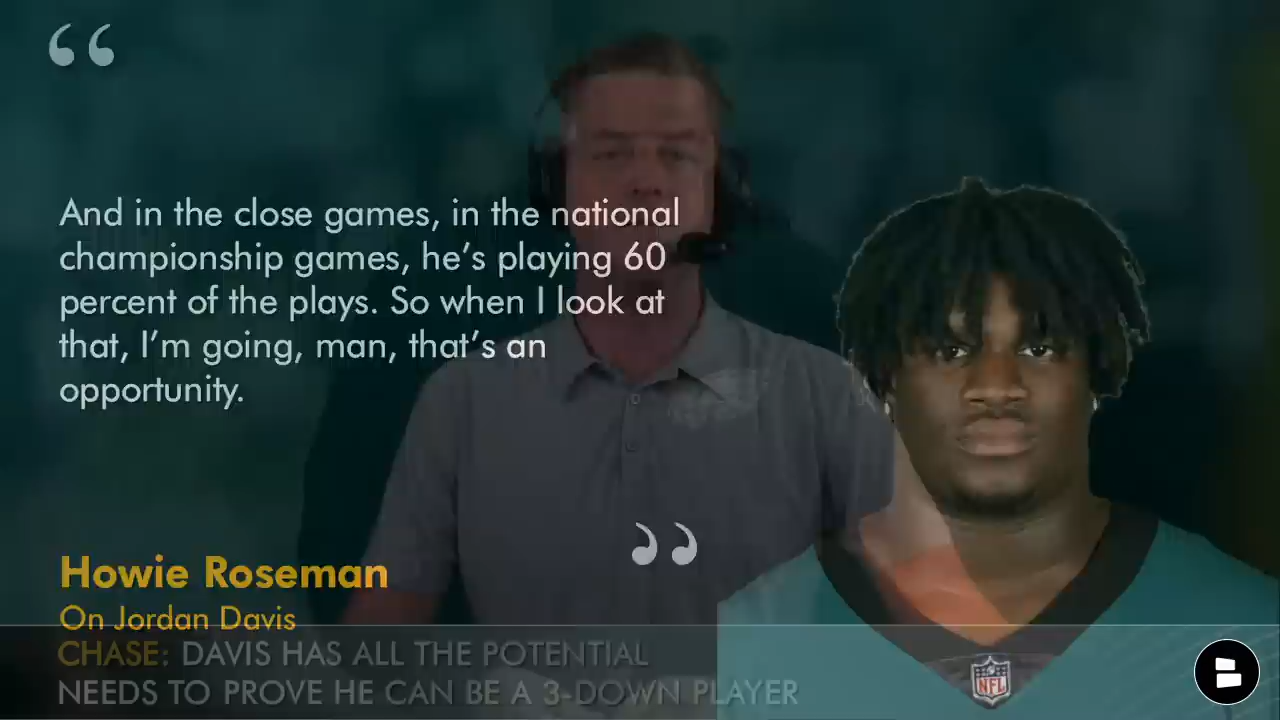 “
And in the close games, in the national
championship games, he’s playing 60
percent of the plays. So when I look at
that, I’m going, man, that’s an
opportunity.
”
Howie Roseman
On Jordan Davis
CHASE: DAVIS HAS ALL THE POTENTIAL
NEEDS TO PROVE HE CAN BE A 3-DOWN PLAYER
NFL